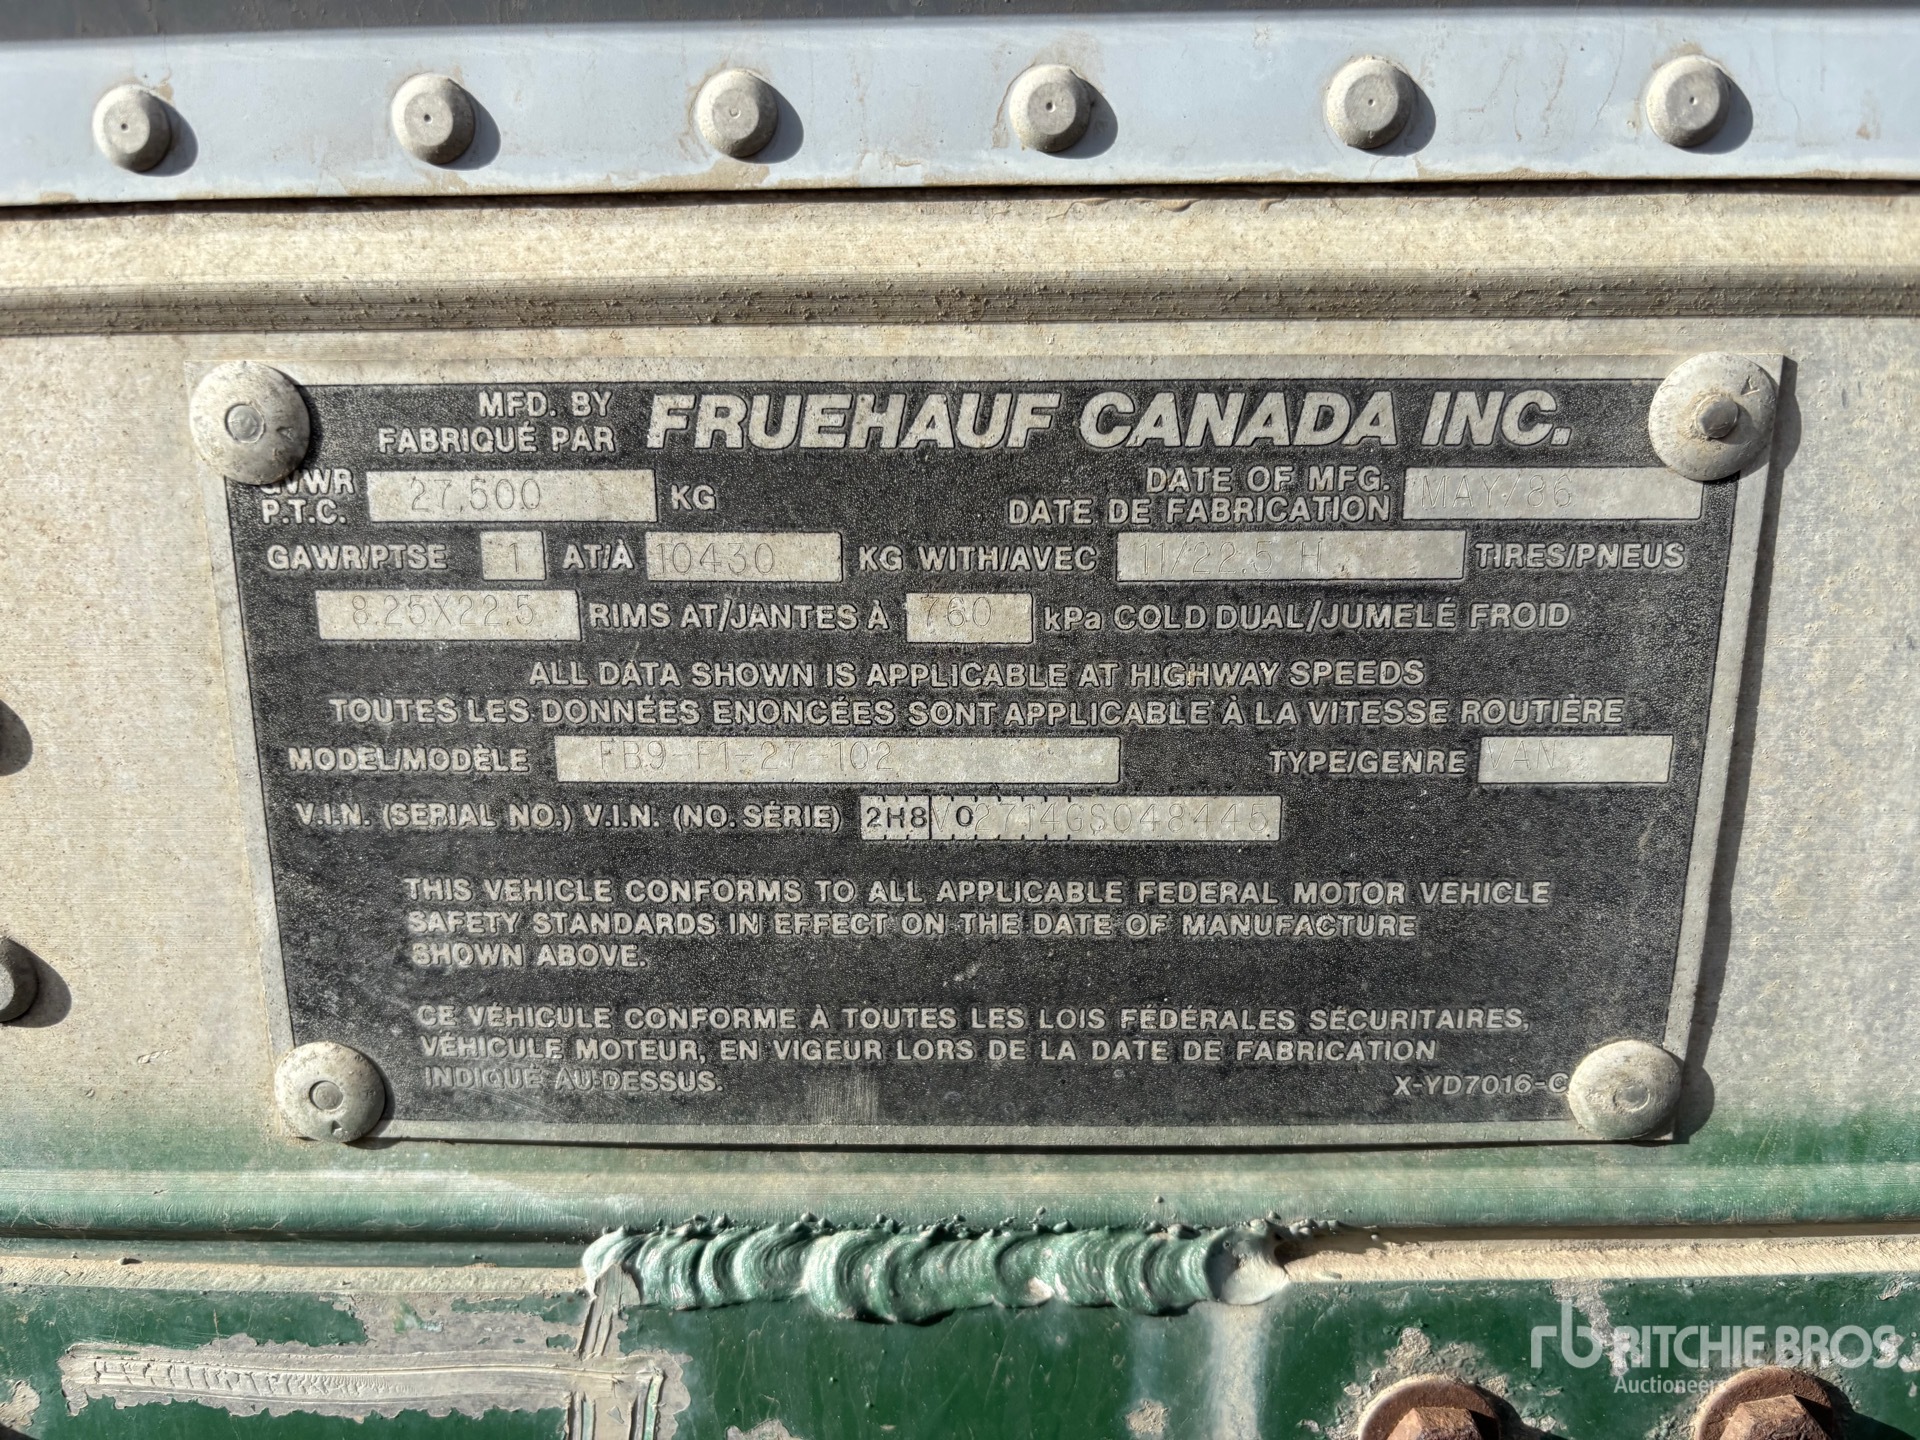 MFD. BY
FABRIQUÉ PAR FRUEHAUF CANADA INC.
GVWR
P.T.C. 27,500 KG DATE OF MFG.
DATE DE FABRICATION MAY/86
GAWR/PTSE 1 AT/À 10430 KG WITH/AVEC 11/22.5 H TIRES/PNEUS
8.25X22.5 RIMS AT/JANTES À 760 kPa COLD DUAL/JUMELÉ FROID
ALL DATA SHOWN IS APPLICABLE AT HIGHWAY SPEEDS
TOUTES LES DONNÉES ENONCÉES SONT APPLICABLE À LA VITESSE ROUTIÈRE
MODEL/MODÈLE FB9-F1-27-102 TYPE/GENRE VAN
V.I.N. (SERIAL NO.) V.I.N. (NO. SÉRIE) 2H8V02714GS048445
THIS VEHICLE CONFORMS TO ALL APPLICABLE FEDERAL MOTOR VEHICLE
SAFETY STANDARDS IN EFFECT ON THE DATE OF MANUFACTURE
SHOWN ABOVE.
CE VÉHICULE CONFORME À TOUTES LES LOIS FÉDÉRALES SÉCURITAIRES,
VÉHICULE MOTEUR, EN VIGEUR LORS DE LA DATE DE FABRICATION
INDIQUÉ AU-DESSUS.
X-YD7016-C
rb RITCHIE BROS.
Auctioneers